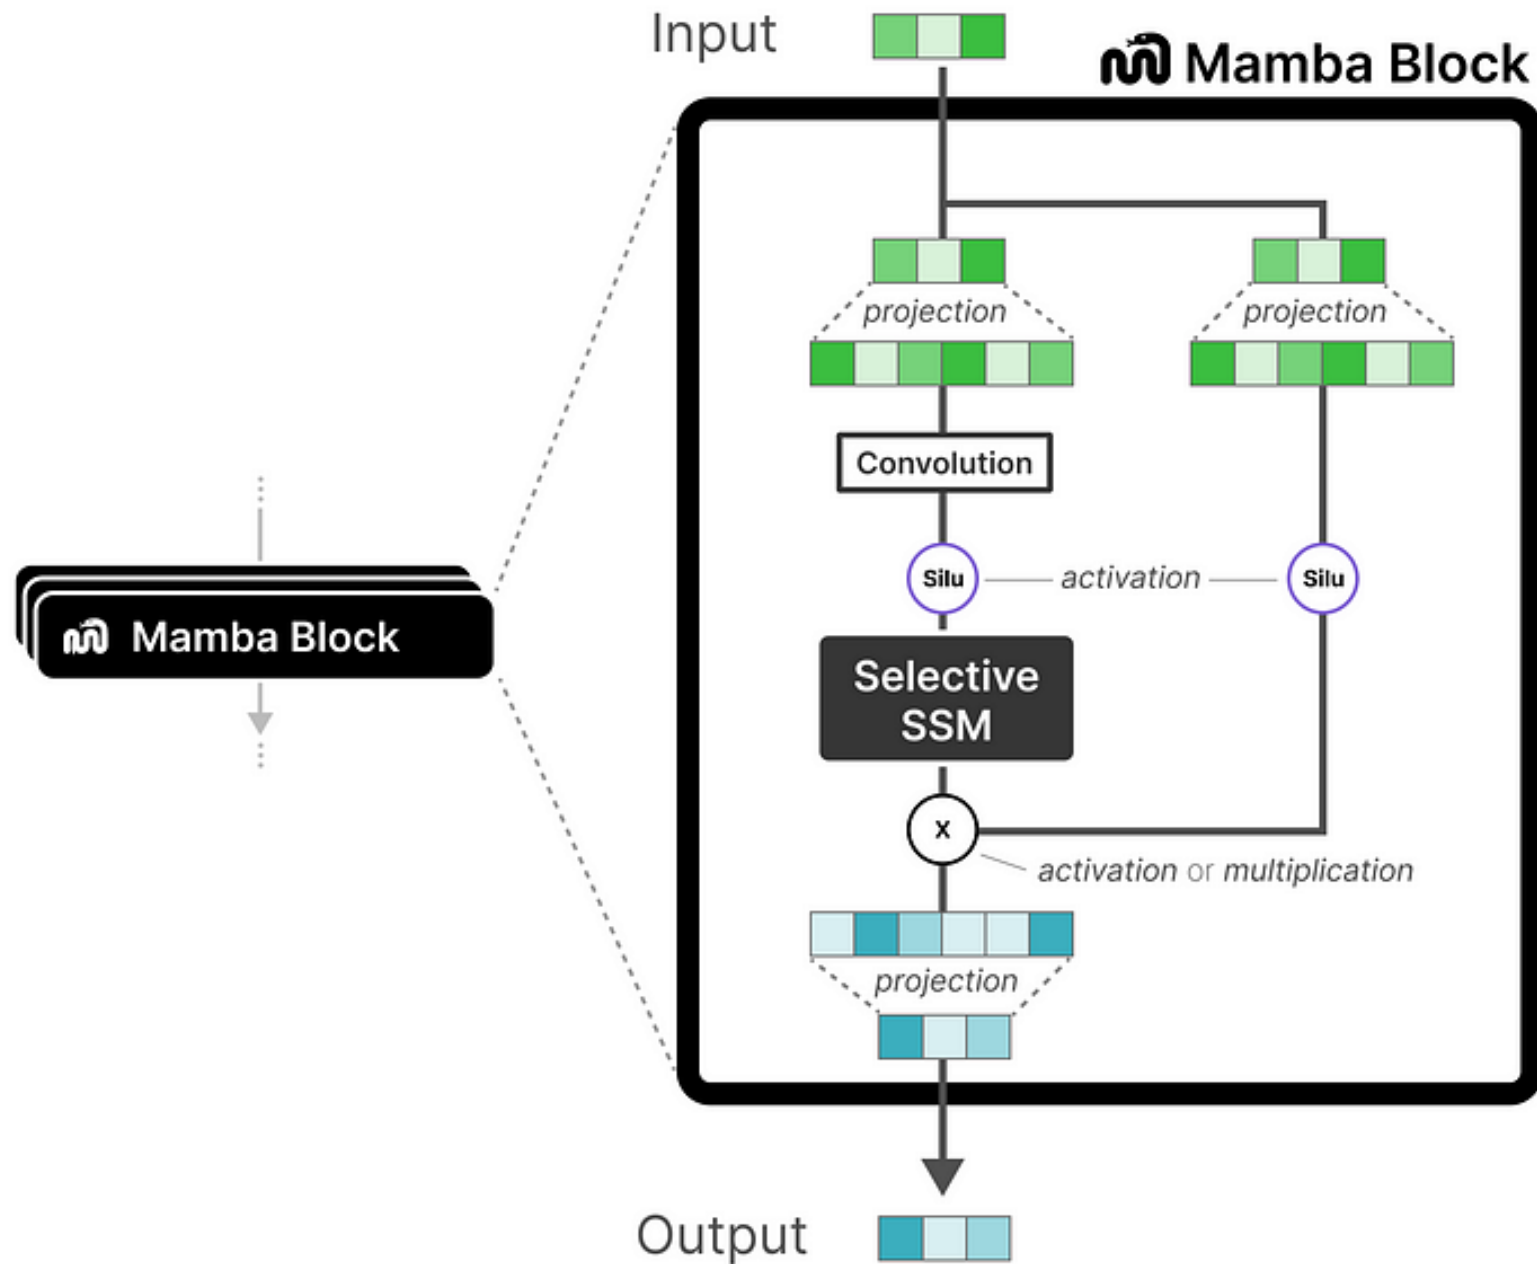 Input
Mamba Block
projection
projection
Convolution
Silu
activation
Silu
Mamba Block
Selective
SSM
X
activation or multiplication
projection
Output